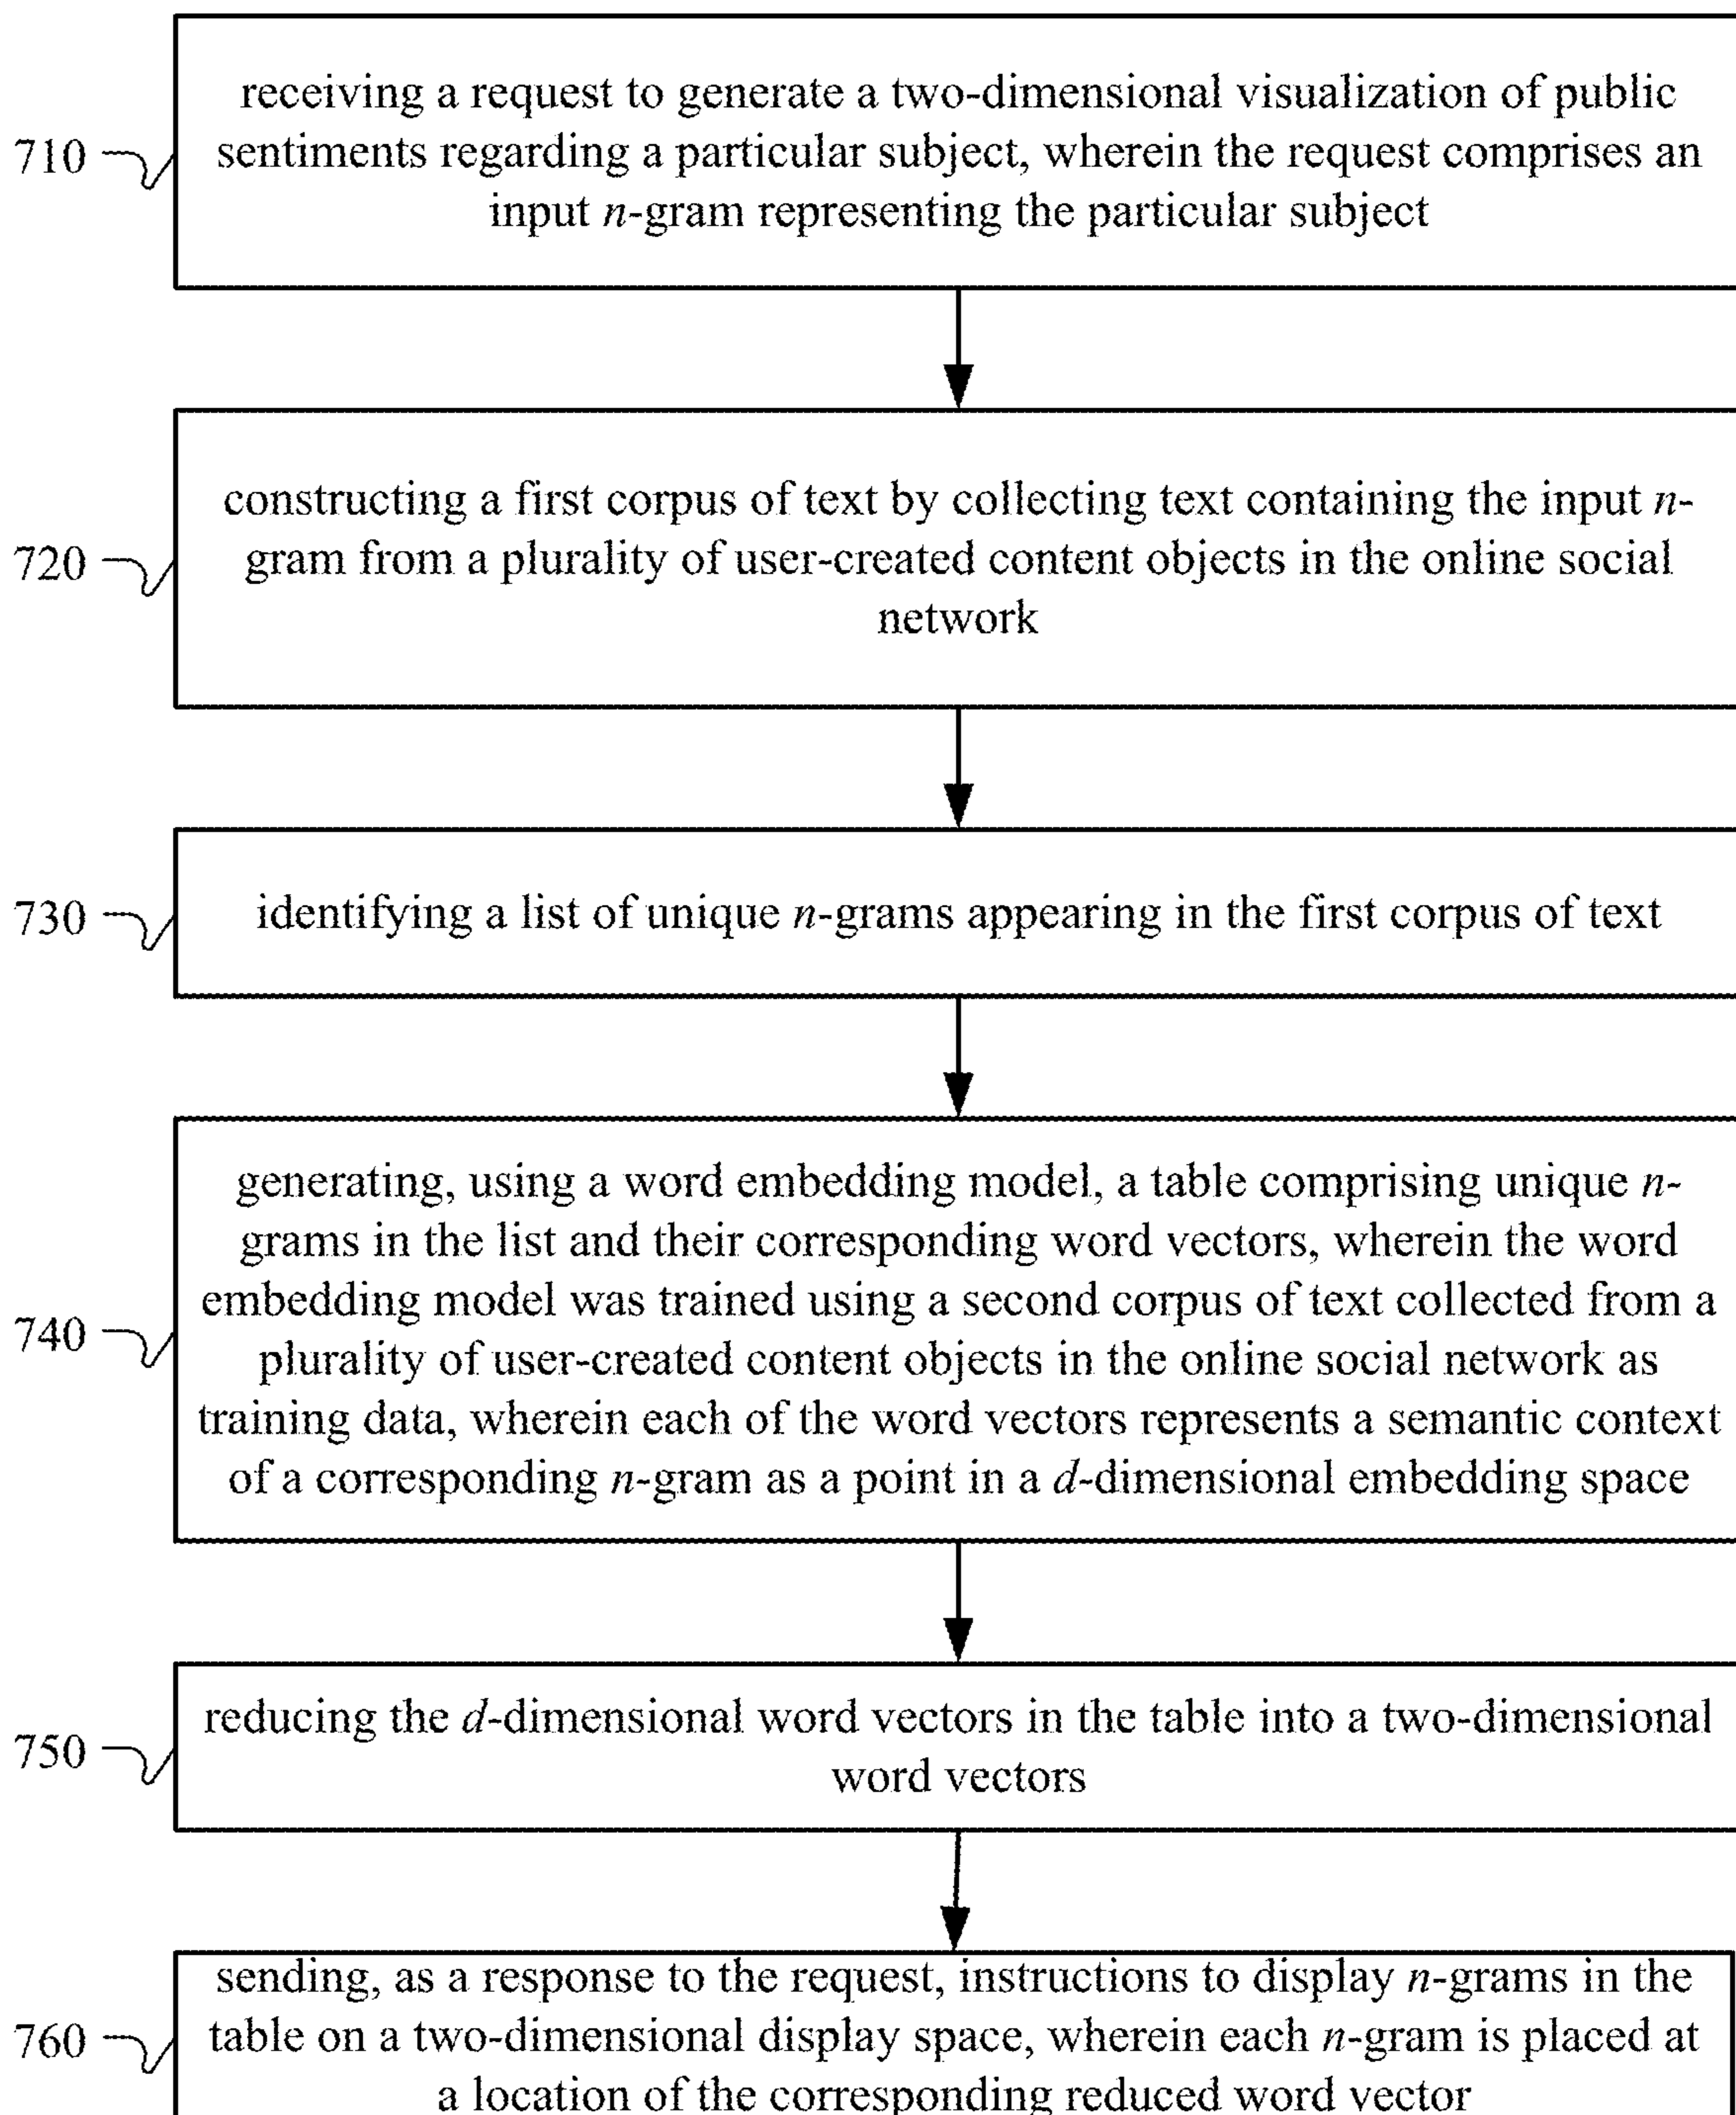 receiving a request to generate a two-dimensional visualization of public
710
sentiments regarding a particular subject, wherein the request comprises an
input n-gram representing the particular subject
constructing a first corpus of text by collecting text containing the input n-
720
gram from a plurality of user-created content objects in the online social
network
730
identifying a list of unique n-grams appearing in the first corpus of text
generating, using a word embedding model, a table comprising unique n-
grams in the list and their corresponding word vectors, wherein the word
embedding model was trained using a second corpus of text collected from a
740
plurality of user-created content objects in the online social network as
training data, wherein each of the word vectors represents a semantic context
of a corresponding n-gram as a point in a d-dimensional embedding space
750
reducing the d-dimensional word vectors in the table into a two-dimensional
word vectors
sending, as a response to the request, instructions to display n-grams in the
760
table on a two-dimensional display space, wherein each n-gram is placed at
a location of the corresponding reduced word vector